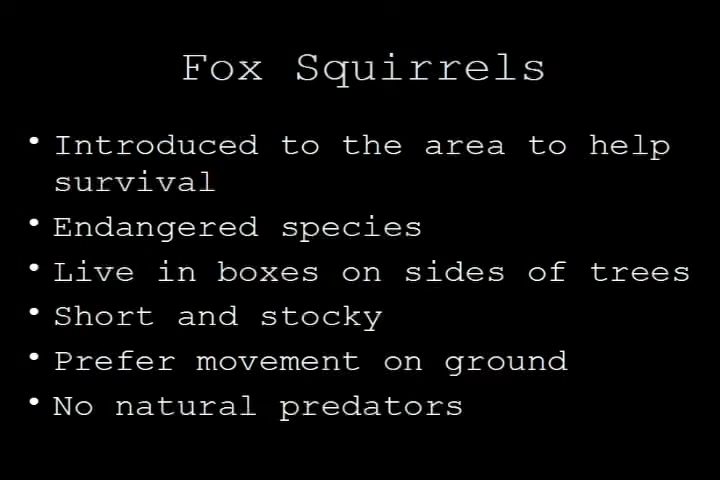 Fox Squirrels
• Introduced to the area to help
survival
• Endangered species
• Live in boxes on sides of trees
• Short and stocky
• Prefer movement on ground
• No natural predators